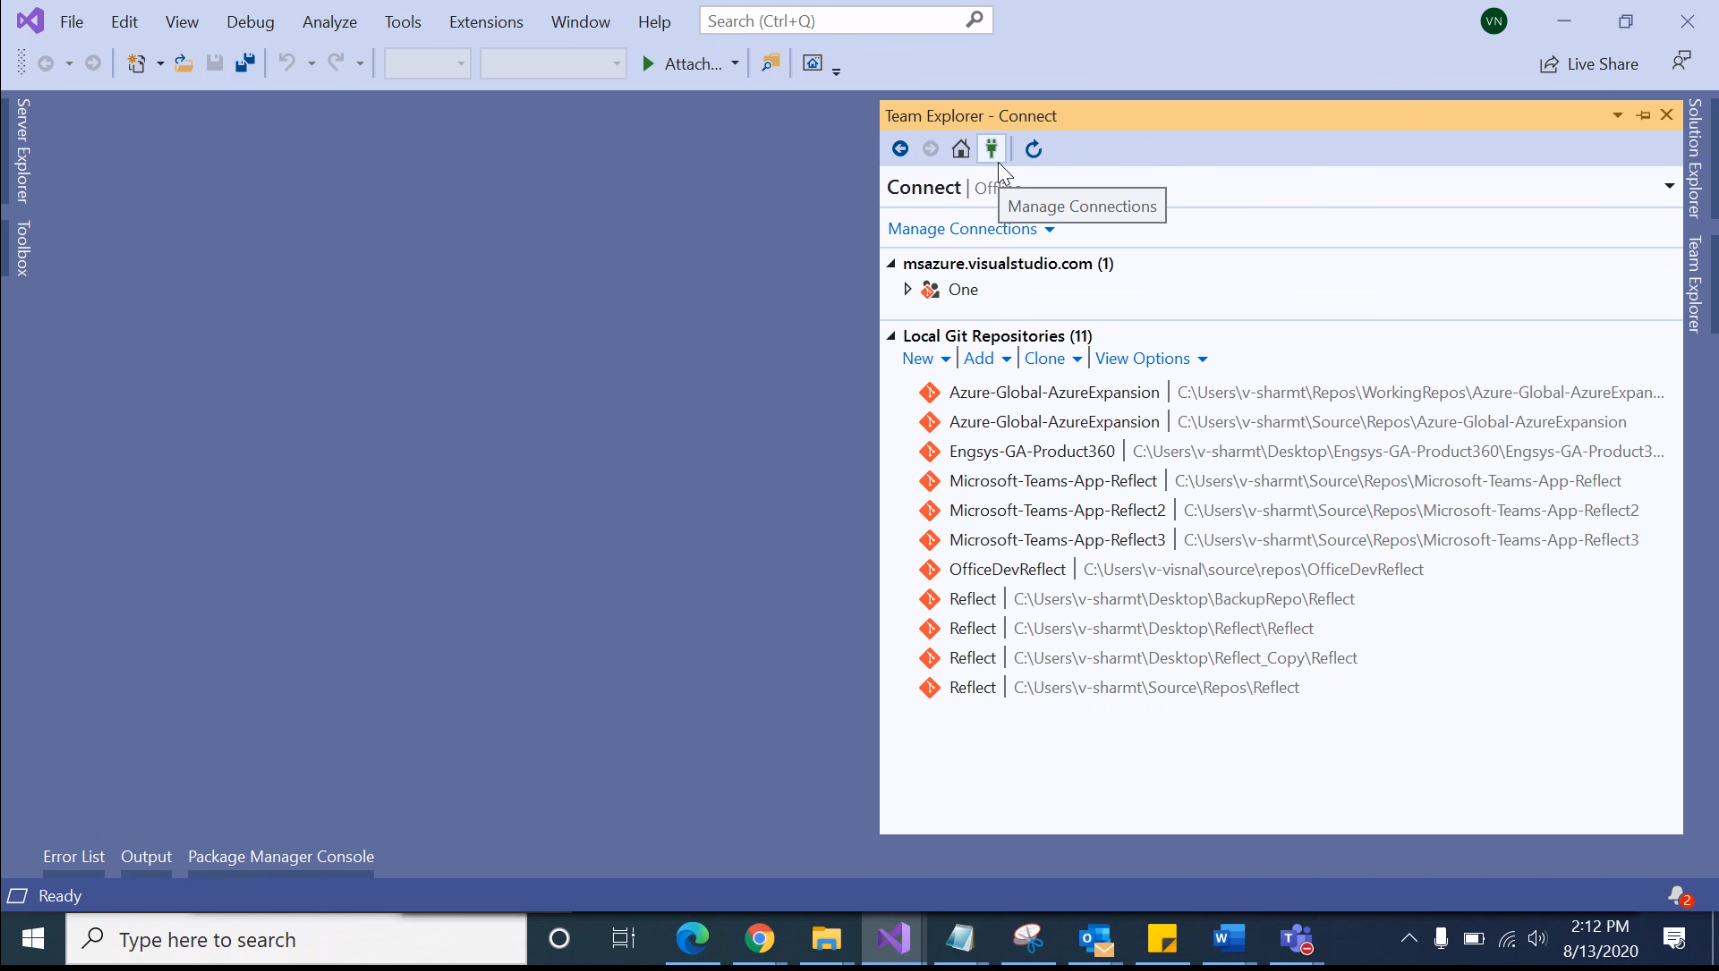 File Edit View Debug Analyze Tools Extensions Window Help Search (Ctrl+Q) VN
Attach... Live Share
Server Explorer
Toolbox
Team Explorer - Connect
Connect | Off
Manage Connections
Manage Connections
msazure.visualstudio.com (1)
One
Local Git Repositories (11)
New Add Clone View Options
Azure-Global-AzureExpansion | C:\Users\v-sharmt\Repos\WorkingRepos\Azure-Global-AzureExpan...
Azure-Global-AzureExpansion | C:\Users\v-sharmt\Source\Repos\Azure-Global-AzureExpansion
Engsys-GA-Product360 | C:\Users\v-sharmt\Desktop\Engsys-GA-Product360\Engsys-GA-Product3...
Microsoft-Teams-App-Reflect | C:\Users\v-sharmt\Source\Repos\Microsoft-Teams-App-Reflect
Microsoft-Teams-App-Reflect2 | C:\Users\v-sharmt\Source\Repos\Microsoft-Teams-App-Reflect2
Microsoft-Teams-App-Reflect3 | C:\Users\v-sharmt\Source\Repos\Microsoft-Teams-App-Reflect3
OfficeDevReflect | C:\Users\v-visnal\source\repos\OfficeDevReflect
Reflect | C:\Users\v-sharmt\Desktop\BackupRepo\Reflect
Reflect | C:\Users\v-sharmt\Desktop\Reflect\Reflect
Reflect | C:\Users\v-sharmt\Desktop\Reflect_Copy\Reflect
Reflect | C:\Users\v-sharmt\Source\Repos\Reflect
Solution Explorer
Team Explorer
Error List Output Package Manager Console
Ready 2
Type here to search
2:12 PM
8/13/2020